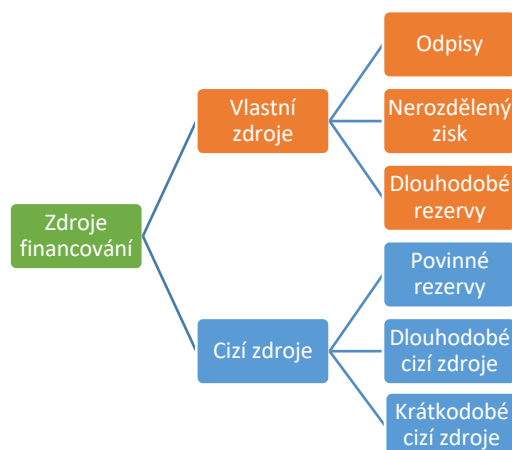 Zdroje
financování
Vlastní
zdroje
Odpisy
Nerozdělený
zisk
Dlouhodobé
rezervy
Cizí zdroje
Povinné
rezervy
Dlouhodobé
cizí zdroje
Krátkodobé
cizí zdroje